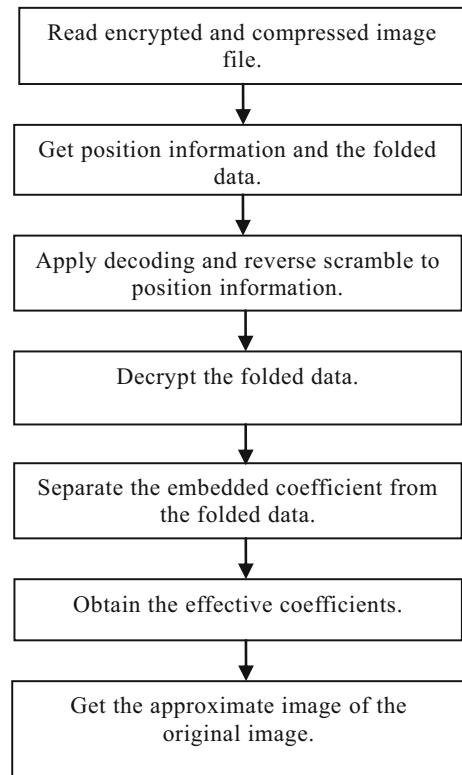 Read encrypted and compressed image
file.
Get position information and the folded
data.
Apply decoding and reverse scramble to
position information.
Decrypt the folded data.
Separate the embedded coefficient from
the folded data.
Obtain the effective coefficients.
Get the approximate image of the
original image.